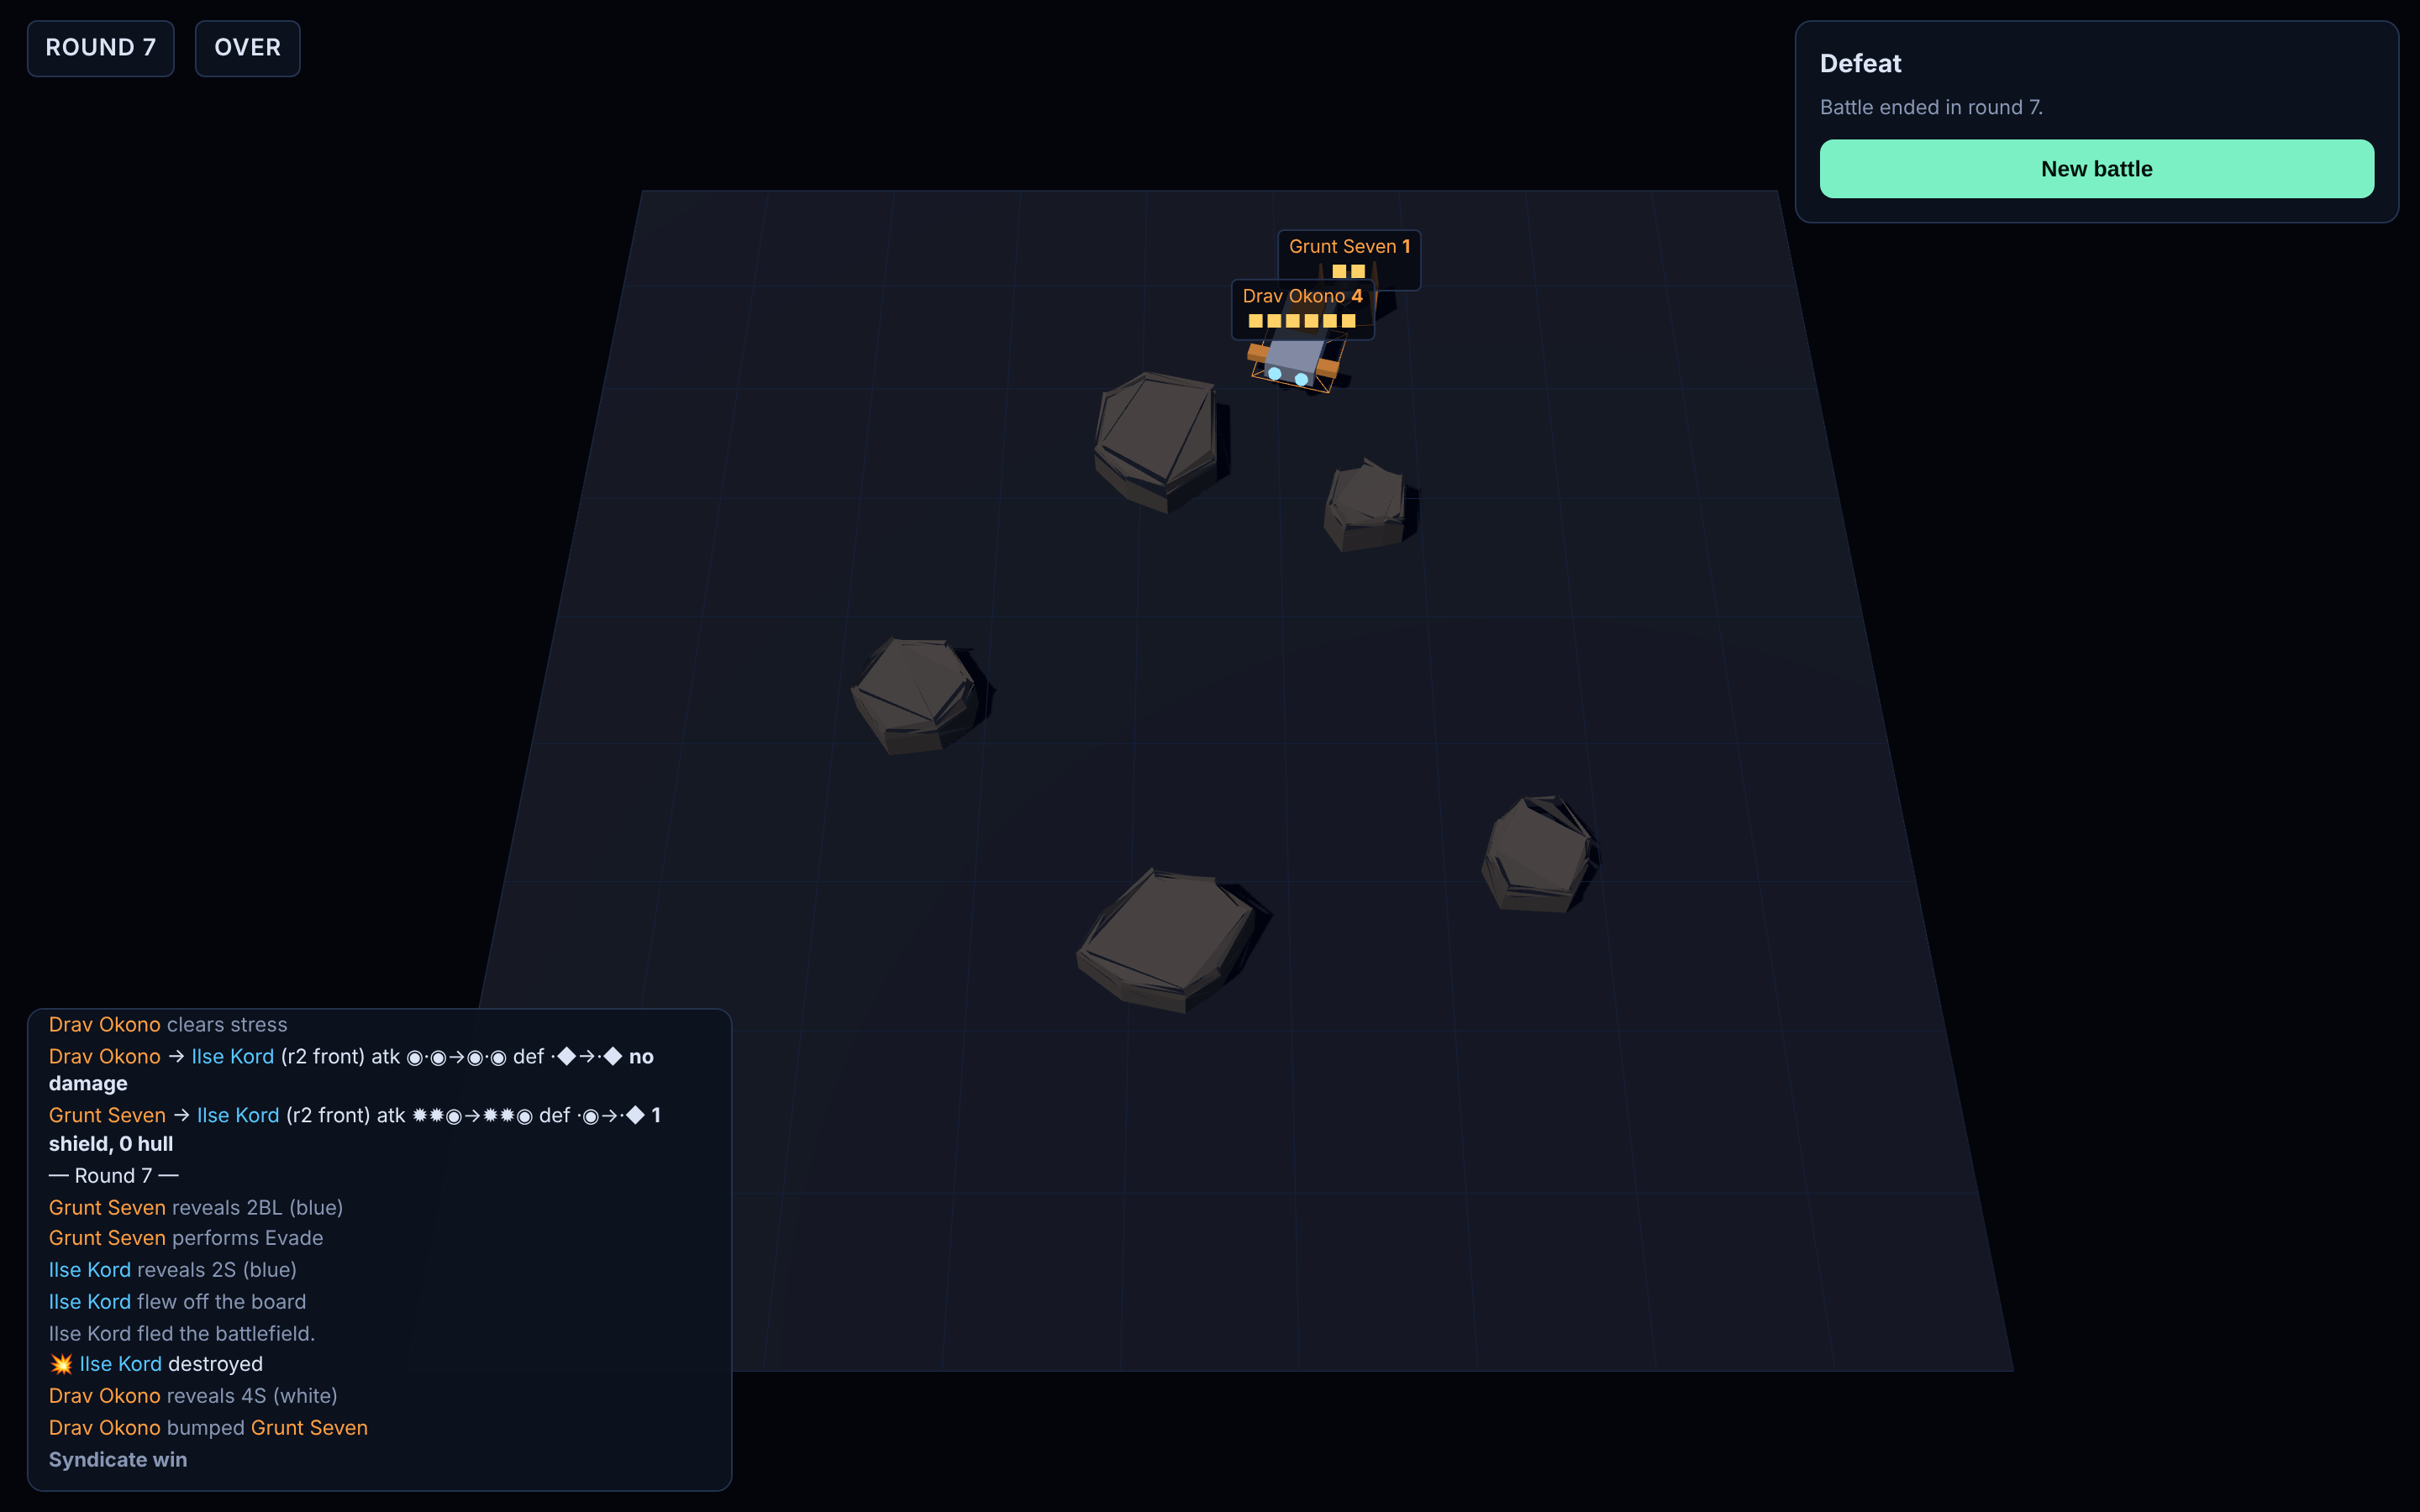 ROUND 7
OVER
Defeat
Battle ended in round 7.
New battle
Grunt Seven 1
Drav Okono 4
Drav Okono clears stress
Drav Okono → Ilse Kord (r2 front) atk ◉·◉→◉·◉ def ·◆→·◆ no
damage
Grunt Seven → Ilse Kord (r2 front) atk ✹✹◉→✹✹◉ def ·◉→·◆ 1
shield, 0 hull
— Round 7 —
Grunt Seven reveals 2BL (blue)
Grunt Seven performs Evade
Ilse Kord reveals 2S (blue)
Ilse Kord flew off the board
Ilse Kord fled the battlefield.
💥 Ilse Kord destroyed
Drav Okono reveals 4S (white)
Drav Okono bumped Grunt Seven
Syndicate win